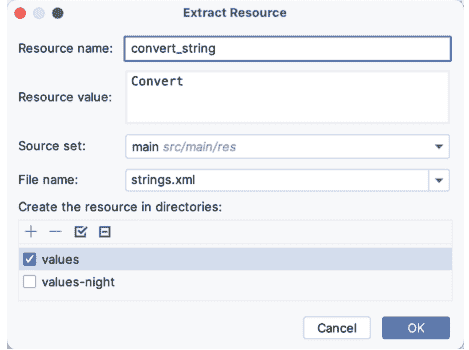 Extract Resource
Resource name: convert_string
Resource value: Convert
Source set: main src/main/res
File name: strings.xml
Create the resource in directories:
values
values-night
Cancel OK